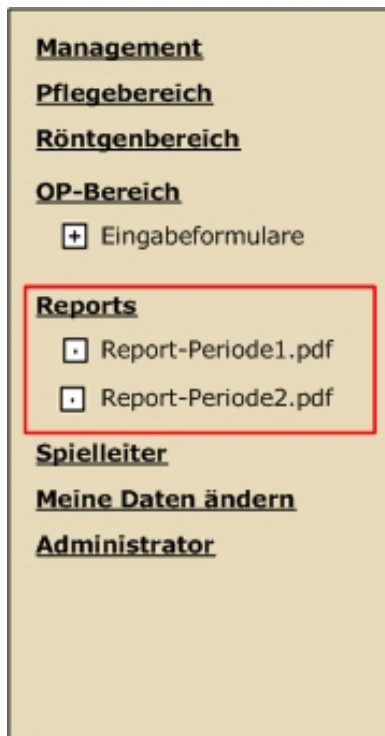 Management
Pflegebereich
Röntgenbereich
OP-Bereich
Eingabeformulare
Reports
Report-Periode1.pdf
Report-Periode2.pdf
Spielleiter
Meine Daten ändern
Administrator